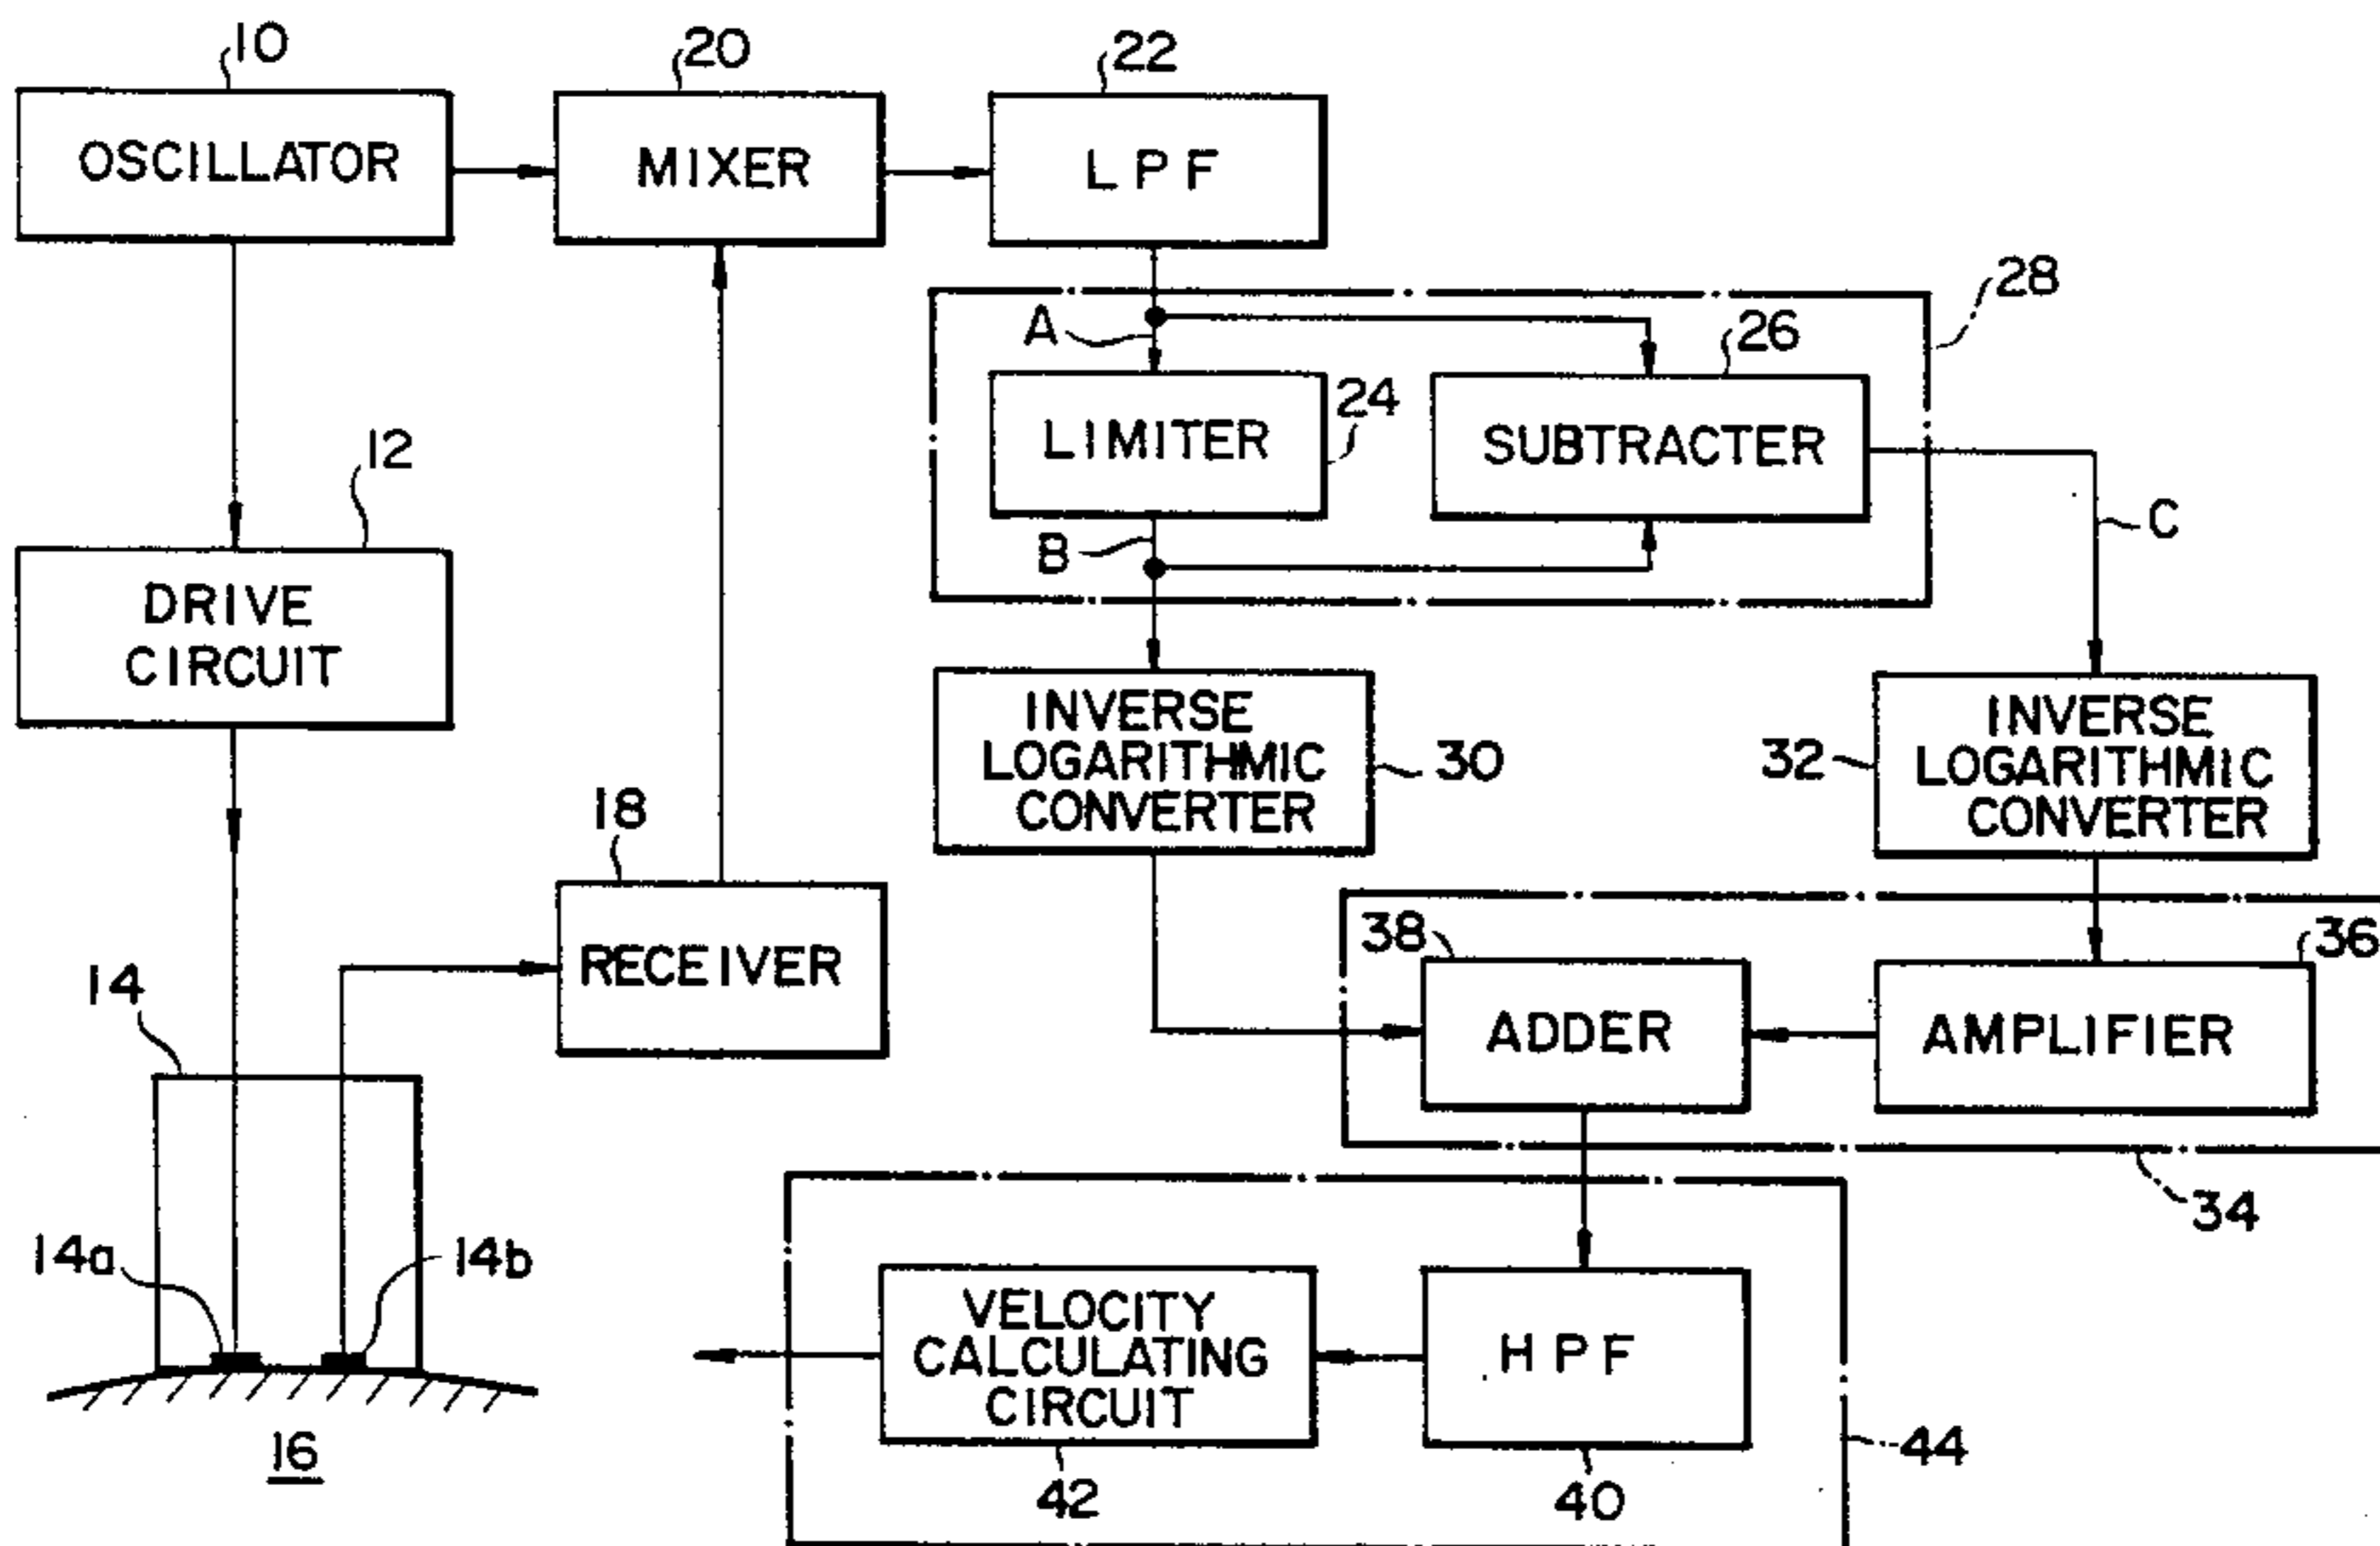 10
20
22
OSCILLATOR
MIXER
LPF
28
A
26
24
LIMITER
SUBTRACTER
12
B
C
DRIVE
CIRCUIT
INVERSE
LOGARITHMIC
CONVERTER
30
32
INVERSE
LOGARITHMIC
CONVERTER
18
RECEIVER
38
36
14
ADDER
AMPLIFIER
34
14a
14b
VELOCITY
CALCULATING
CIRCUIT
HPF
16
42
40
44